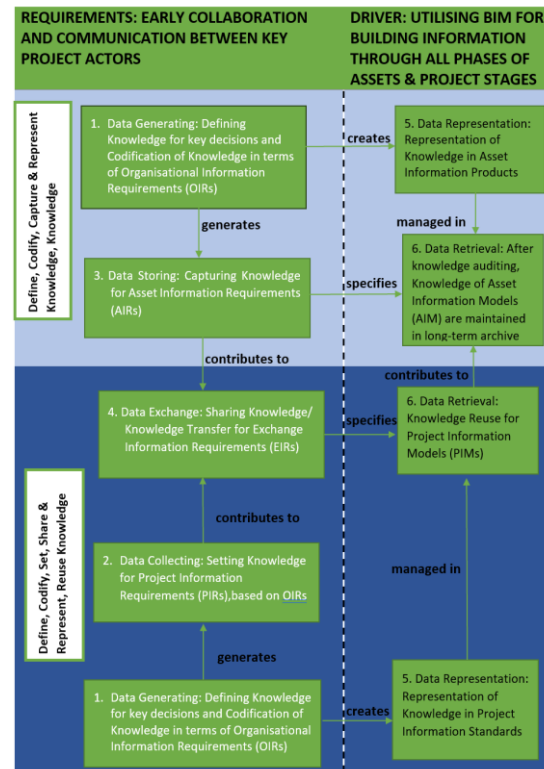 REQUIREMENTS: EARLY COLLABORATION
AND COMMUNICATION BETWEEN KEY
PROJECT ACTORS
DRIVER: UTILISING BIM FOR
BUILDING INFORMATION
THROUGH ALL PHASES OF
ASSETS & PROJECT STAGES
Define, Codify, Capture & Represent
Knowledge, Knowledge
1. Data Generating: Defining
Knowledge for key decisions and
Codification of Knowledge in terms
of Organisational Information
Requirements (OIRs)
creates
5. Data Representation:
Representation of
Knowledge in Asset
Information Products
generates
managed in
3. Data Storing: Capturing Knowledge
for Asset Information Requirements
(AIRs)
specifies
6. Data Retrieval: After
knowledge auditing,
Knowledge of Asset
Information Models
(AIM) are maintained
in long-term archive
contributes to
contributes to
Define, Codify, Set, Share &
Represent, Reuse Knowledge
4. Data Exchange: Sharing Knowledge/
Knowledge Transfer for Exchange
Information Requirements (EIRs)
specifies
6. Data Retrieval:
Knowledge Reuse for
Project Information
Models (PIMs)
contributes to
2. Data Collecting: Setting Knowledge
for Project Information
Requirements (PIRs),based on OIRs
managed in
generates
1. Data Generating: Defining Knowledge
for key decisions and Codification of
Knowledge in terms of Organisational
Information Requirements (OIRs)
creates
5. Data Representation:
Representation of
Knowledge in Project
Information Standards